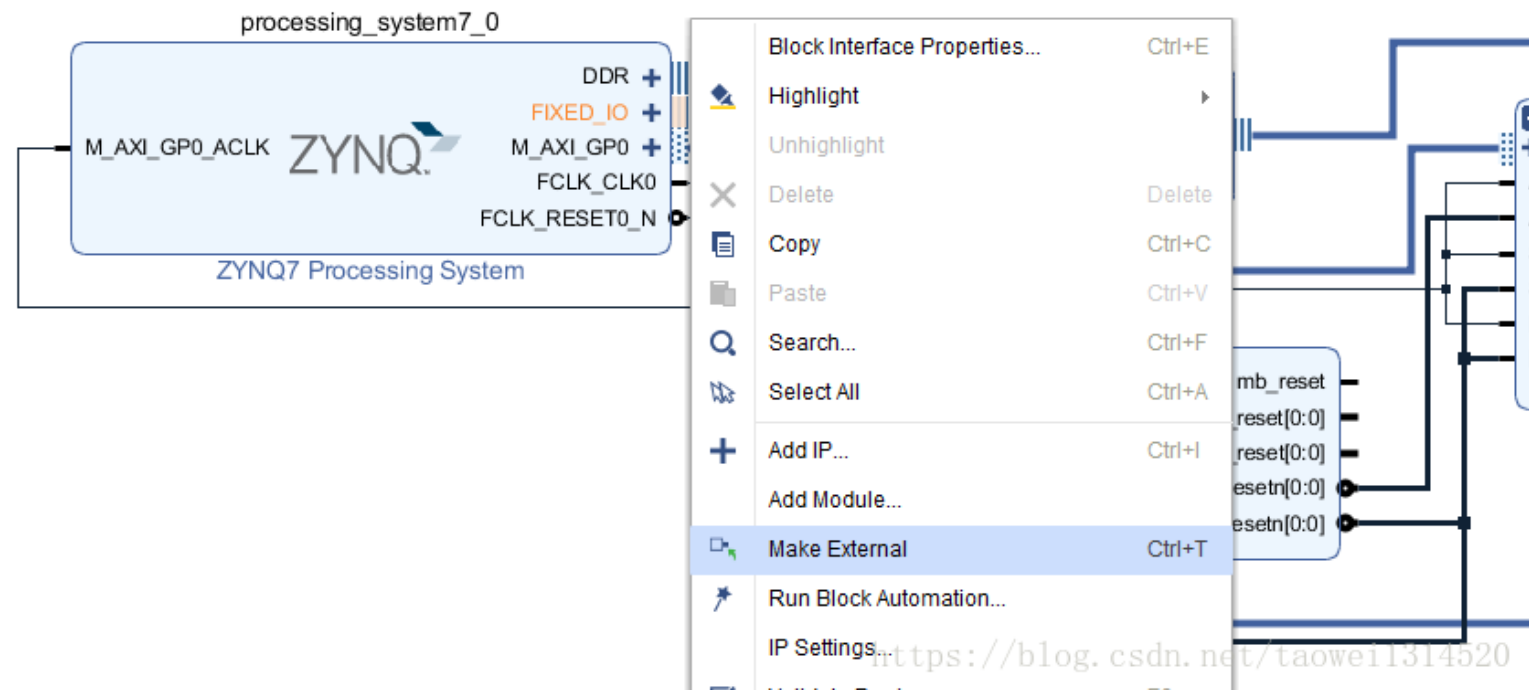 processing_system7_0
DDR
FIXED_IO
M_AXI_GP0_ACLK
ZYNQ
M_AXI_GP0
FCLK_CLK0
FCLK_RESET0_N
ZYNQ7 Processing System
Block Interface Properties... Ctrl+E
Highlight
Unhighlight
Delete Delete
Copy Ctrl+C
Paste Ctrl+V
Search... Ctrl+F
Select All Ctrl+A
Add IP... Ctrl+I
Add Module...
Make External Ctrl+T
Run Block Automation...
IP Settings...
mb_reset
_reset[0:0]
_reset[0:0]
esetn[0:0]
esetn[0:0]
https://blog.csdn.net/taowei1314520